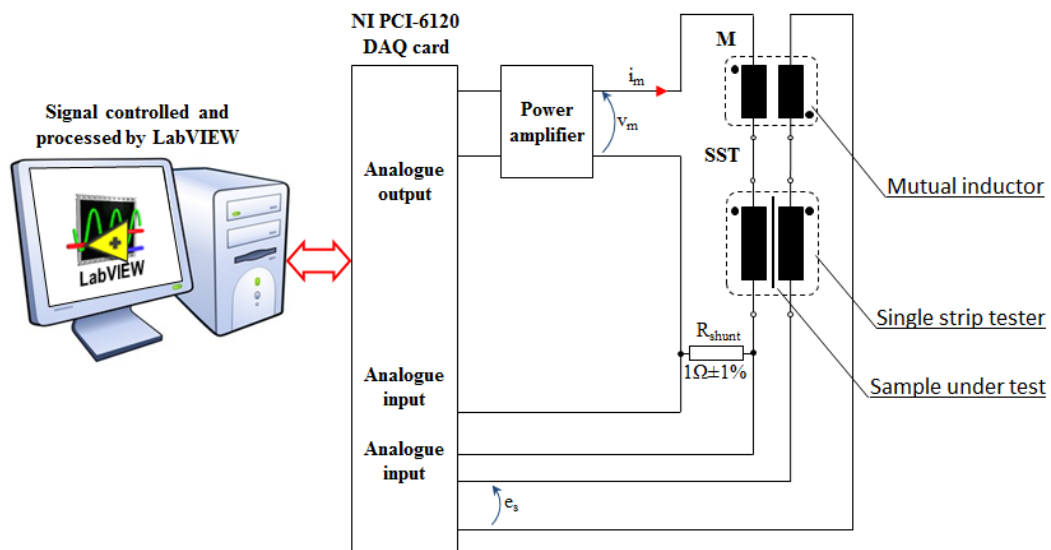 NI PCI-6120
DAQ card
Signal controlled and
processed by LabVIEW
LabVIEW
Analogue
output
Power
amplifier
iₘ
vₘ
M
SST
Mutual inductor
Single strip tester
Sample under test
Rshunt
1Ω±1%
Analogue
input
Analogue
input
eₛ